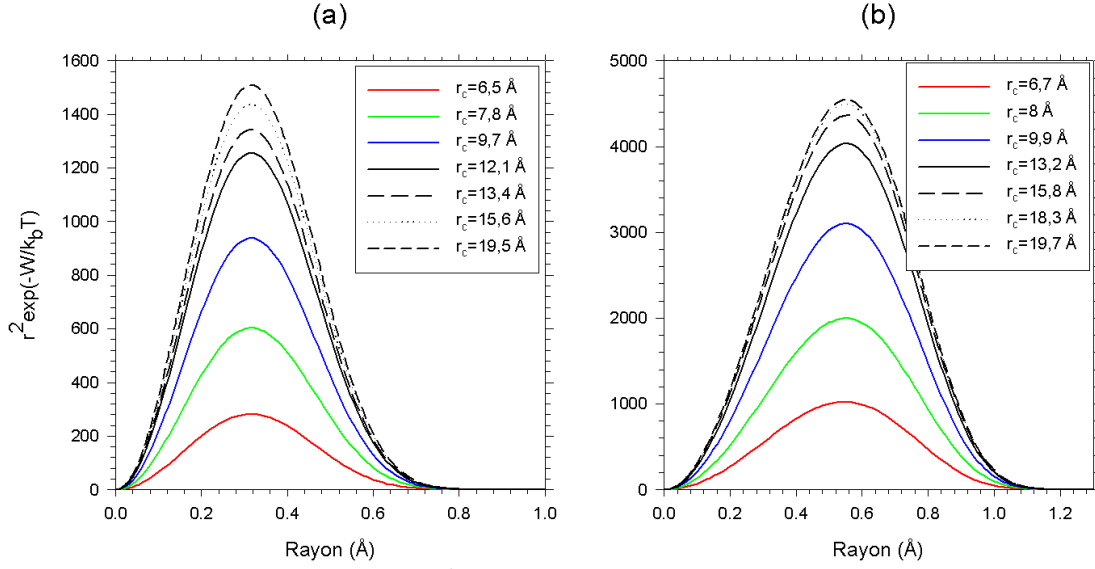 (a)
r²exp(-W/k_bT)
1600
1400
1200
1000
800
600
400
200
0
r_c=6,5 Å
r_c=7,8 Å
r_c=9,7 Å
r_c=12,1 Å
r_c=13,4 Å
r_c=15,6 Å
r_c=19,5 Å
0.0 0.2 0.4 0.6 0.8 1.0
Rayon (Å)
(b)
5000
4000
3000
2000
1000
0
r_c=6,7 Å
r_c=8 Å
r_c=9,9 Å
r_c=13,2 Å
r_c=15,8 Å
r_c=18,3 Å
r_c=19,7 Å
0.0 0.2 0.4 0.6 0.8 1.0 1.2
Rayon (Å)